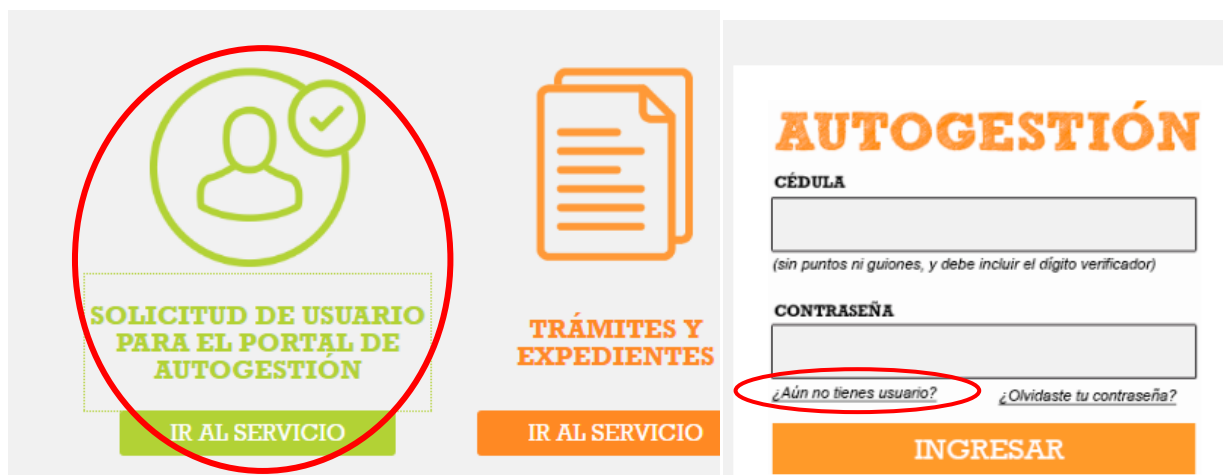 SOLICITUD DE USUARIO
PARA EL PORTAL DE
AUTOGESTIÓN
IR AL SERVICIO
TRÁMITES Y
EXPEDIENTES
IR AL SERVICIO
AUTOGESTIÓN
CÉDULA
(sin puntos ni guiones, y debe incluir el dígito verificador)
CONTRASEÑA
¿Aún no tienes usuario? ¿Olvidaste tu contraseña?
INGRESAR